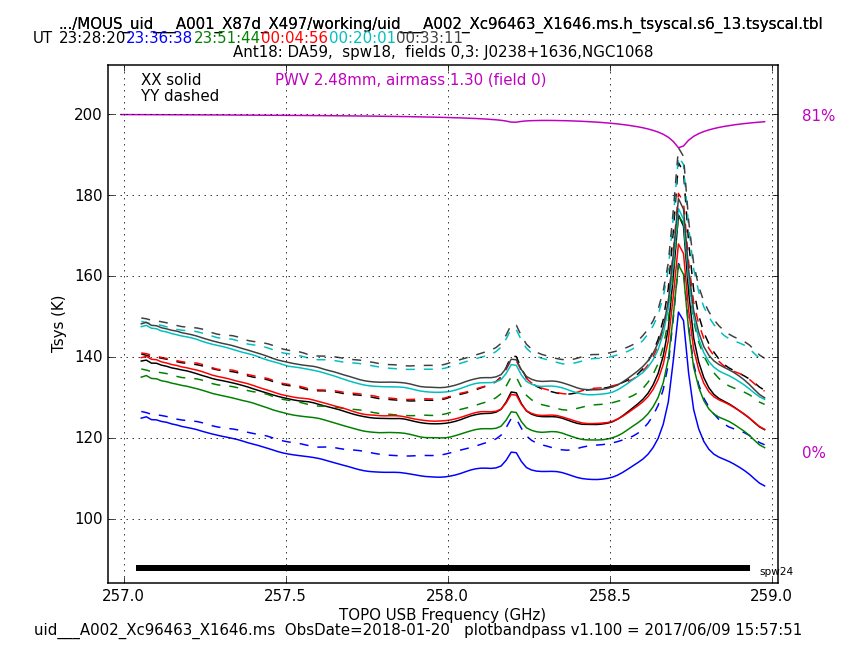 .../MOUS_uid___A001_X87d_X497/working/uid___A002_Xc96463_X1646.ms.h_tsyscal.s6_13.tsyscal.tbl
UT 23:28:20 23:36:38 23:51:44 00:04:56 00:20:01 00:33:11
Ant18: DA59, spw18, fields 0,3: J0238+1636,NGC1068
XX solid
PWV 2.48mm, airmass 1.30 (field 0)
YY dashed
81%
0%
200
180
160
140
120
100
Tsys (K)
spw24
257.0 257.5 258.0 258.5 259.0
TOPO USB Frequency (GHz)
uid___A002_Xc96463_X1646.ms ObsDate=2018-01-20 plotbandpass v1.100 = 2017/06/09 15:57:51